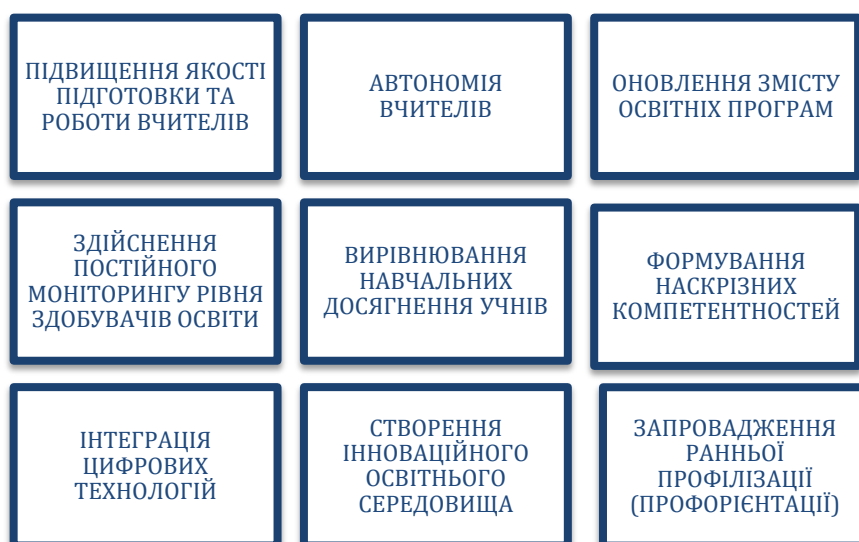 ПІДВИЩЕННЯ ЯКОСТІ
ПІДГОТОВКИ ТА
РОБОТИ ВЧИТЕЛІВ
АВТОНОМІЯ
ВЧИТЕЛІВ
ОНОВЛЕННЯ ЗМІСТУ
ОСВІТНІХ ПРОГРАМ
ЗДІЙСНЕННЯ
ПОСТІЙНОГО
МОНІТОРИНГУ РІВНЯ
ЗДОБУВАЧІВ ОСВІТИ
ВИРІВНЮВАННЯ
НАВЧАЛЬНИХ
ДОСЯГНЕННЯ УЧНІВ
ФОРМУВАННЯ
НАСКРІЗНИХ
КОМПЕТЕНТНОСТЕЙ
ІНТЕГРАЦІЯ
ЦИФРОВИХ
ТЕХНОЛОГІЙ
СТВОРЕННЯ
ІННОВАЦІЙНОГО
ОСВІТНЬОГО
СЕРЕДОВИЩА
ЗАПРОВАДЖЕННЯ
РАННЬОЇ
ПРОФІЛІЗАЦІЇ
(ПРОФОРІЄНТАЦІЇ)